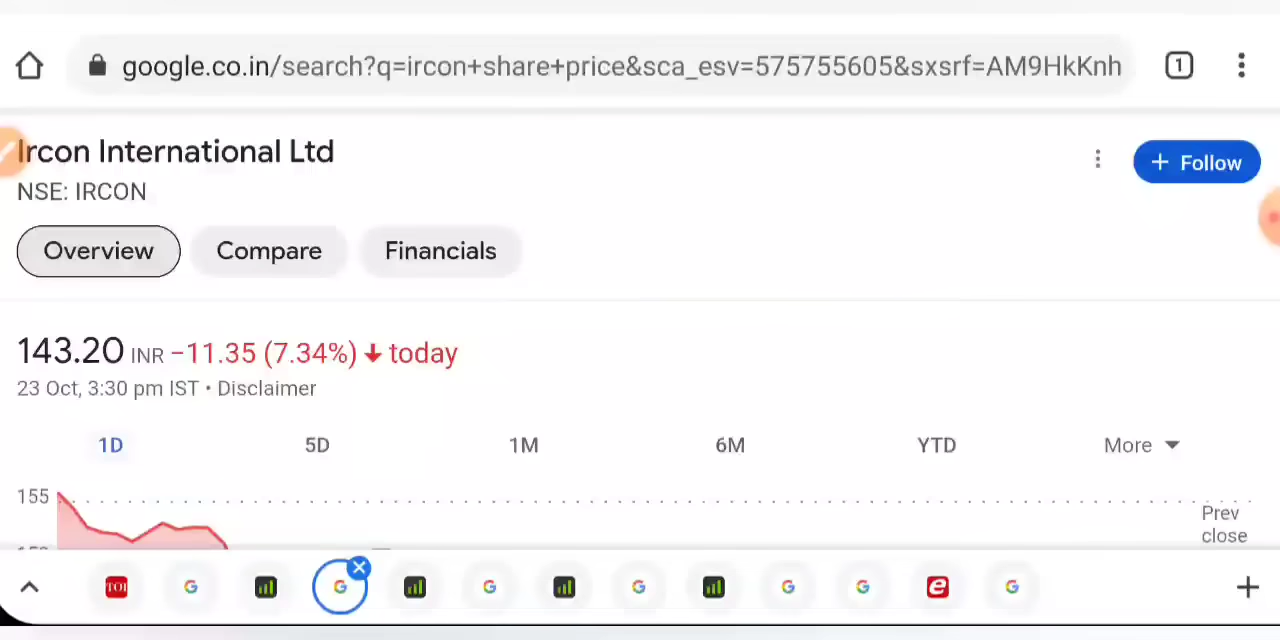 google.co.in/search?q=ircon+share+price&sca_esv=575755605&sxsrf=AM9HkKnh
1
Ircon International Ltd
NSE: IRCON
+ Follow
Overview
Compare
Financials
143.20 INR −11.35 (7.34%) ↓ today
23 Oct, 3:30 pm IST • Disclaimer
1D
5D
1M
6M
YTD
More
155
Prev
close
TOI